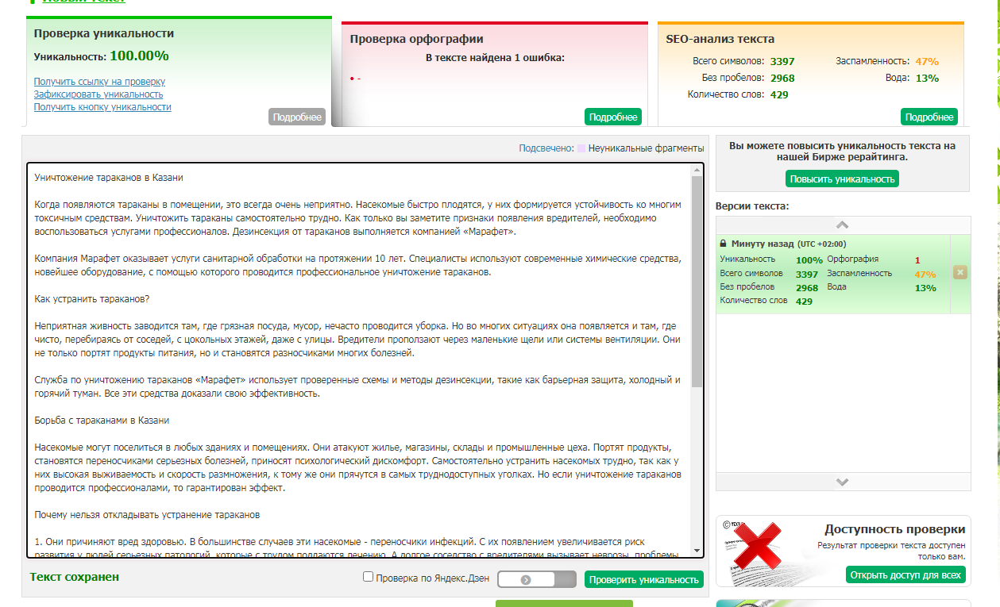 Новый текст
Проверка уникальности
Уникальность: 100.00%
Получить ссылку на проверку
Зафиксировать уникальность
Получить кнопку уникальности
Подробнее
Проверка орфографии
В тексте найдена 1 ошибка:
• -
Подробнее
SEO-анализ текста
Всего символов: 3397 Заспамленность: 47%
Без пробелов: 2968 Вода: 13%
Количество слов: 429
Подробнее
Подсвечено: Неуникальные фрагменты
Уничтожение тараканов в Казани
Когда появляются тараканы в помещении, это всегда очень неприятно. Насекомые быстро плодятся, у них формируется устойчивость ко многим
токсичным средствам. Уничтожить тараканы самостоятельно трудно. Как только вы заметите признаки появления вредителей, необходимо
воспользоваться услугами профессионалов. Дезинсекция от тараканов выполняется компанией «Марафет».
Компания Марафет оказывает услуги санитарной обработки на протяжении 10 лет. Специалисты используют современные химические средства,
новейшее оборудование, с помощью которого проводится профессиональное уничтожение тараканов.
Как устранить тараканов?
Неприятная живность заводится там, где грязная посуда, мусор, нечасто проводится уборка. Но во многих ситуациях она появляется и там, где
чисто, перебираясь от соседей, с цокольных этажей, даже с улицы. Вредители проползают через маленькие щели или системы вентиляции. Они
не только портят продукты питания, но и становятся разносчиками многих болезней.
Служба по уничтожению тараканов «Марафет» использует проверенные схемы и методы дезинсекции, такие как барьерная защита, холодный и
горячий туман. Все эти средства доказали свою эффективность.
Борьба с тараканами в Казани
Насекомые могут поселиться в любых зданиях и помещениях. Они атакуют жилье, магазины, склады и промышленные цеха. Портят продукты,
становятся переносчиками серьезных болезней, приносят психологический дискомфорт. Самостоятельно устранить насекомых трудно, так как у
них высокая выживаемость и скорость размножения, к тому же они прячутся в самых труднодоступных уголках. Но если уничтожение тараканов
проводится профессионалами, то гарантирован эффект.
Почему нельзя откладывать устранение тараканов
1. Они причиняют вред здоровью. В большинстве случаев эти насекомые - переносчики инфекций. С их появлением увеличивается риск
развития у людей серьезных патологий, которые с трудом поддаются лечению. А долгое соседство с вредителями вызывает неврозы, проблемы
Текст сохранен
Проверка по Яндекс.Дзен
Проверить уникальность
Вы можете повысить уникальность текста на
нашей Бирже рерайтинга.
Повысить уникальность
Версии текста:
Минуту назад (UTC +02:00)
Уникальность 100% Орфография 1
Всего символов 3397 Заспамленность 47%
Без пробелов 2968 Вода 13%
Количество слов 429
Доступность проверки
Результат проверки текста доступен
только вам.
Открыть доступ для всех